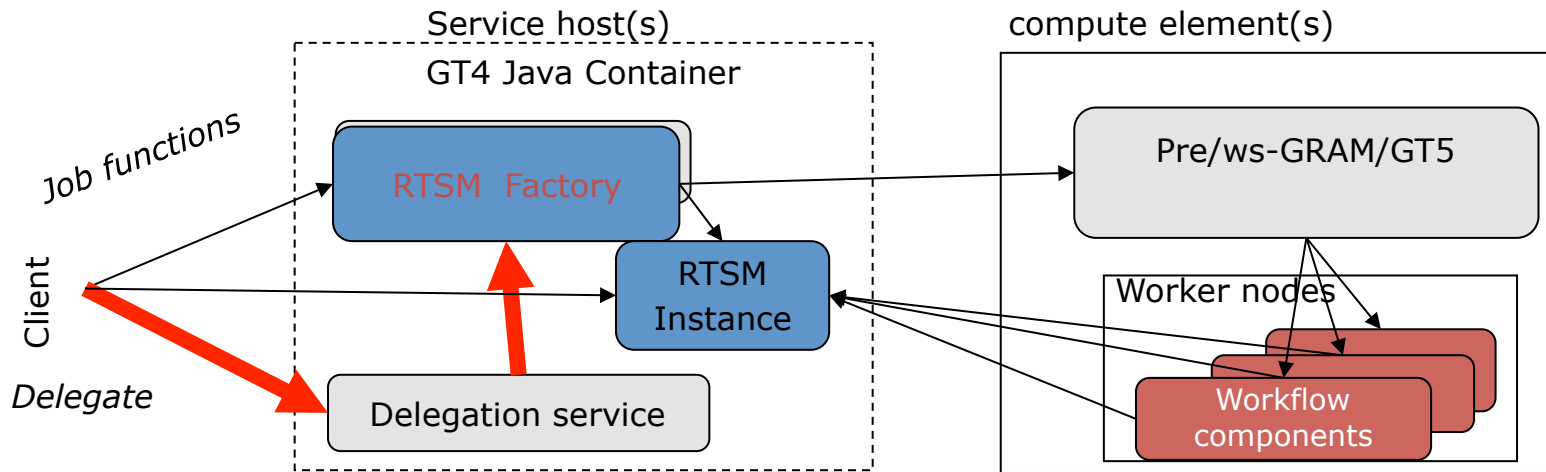 Service host(s)
compute element(s)
GT4 Java Container
Job functions
RTSM Factory
Pre/ws-GRAM/GT5
Client
RTSM
Instance
Worker nodes
Delegate
Delegation service
Workflow
components